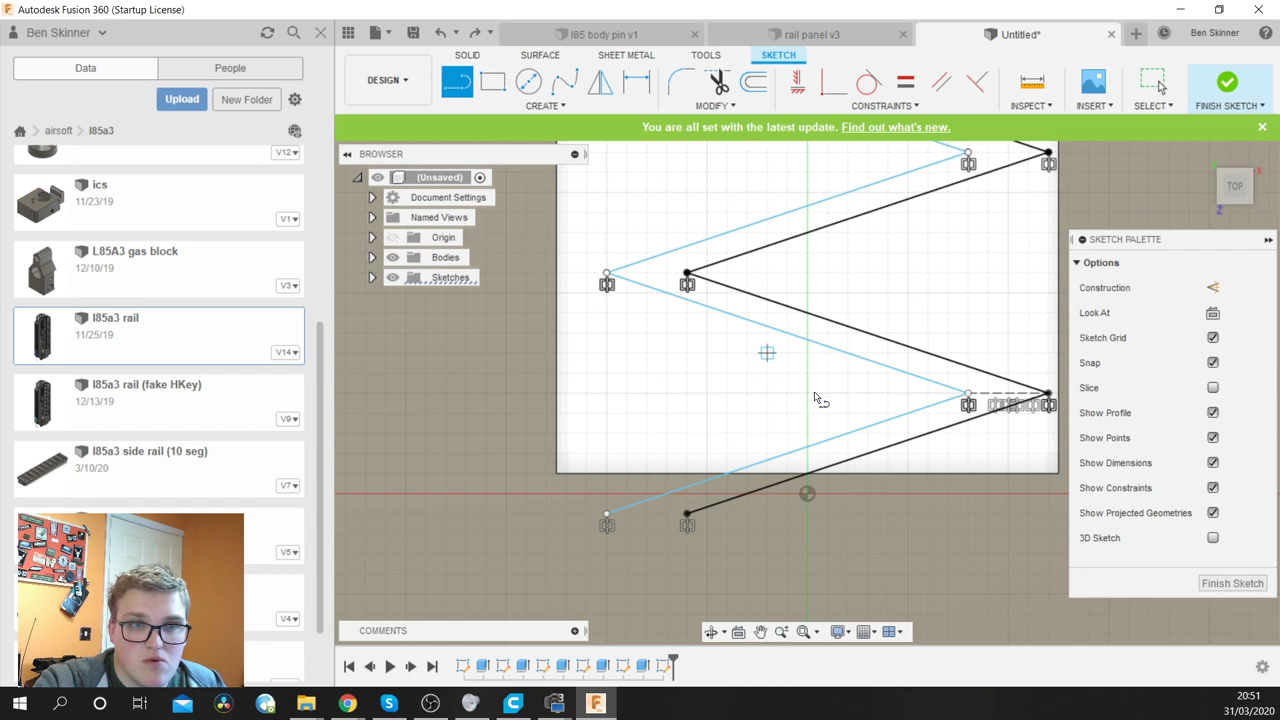 Autodesk Fusion 360 (Startup License)
Ben Skinner
l85 body pin v1
rail panel v3
Untitled*
Ben Skinner
Data
People
Upload
New Folder
airsoft
l85a3
DESIGN
SOLID
SURFACE
SHEET METAL
TOOLS
SKETCH
CREATE
MODIFY
CONSTRAINTS
INSPECT
INSERT
SELECT
FINISH SKETCH
You are all set with the latest update. Find out what's new.
BROWSER
(Unsaved)
Document Settings
Named Views
Origin
Bodies
Sketches
V12
ics
11/23/19
V1
L85A3 gas block
12/10/19
V3
l85a3 rail
11/25/19
V14
l85a3 rail (fake HKey)
12/13/19
V9
l85a3 side rail (10 seg)
3/10/20
V7
V5
V4
TOP
X
Z
SKETCH PALETTE
Options
Construction
Look At
Sketch Grid
Snap
Slice
Show Profile
Show Points
Show Dimensions
Show Constraints
Show Projected Geometries
3D Sketch
Finish Sketch
COMMENTS
20:51
31/03/2020